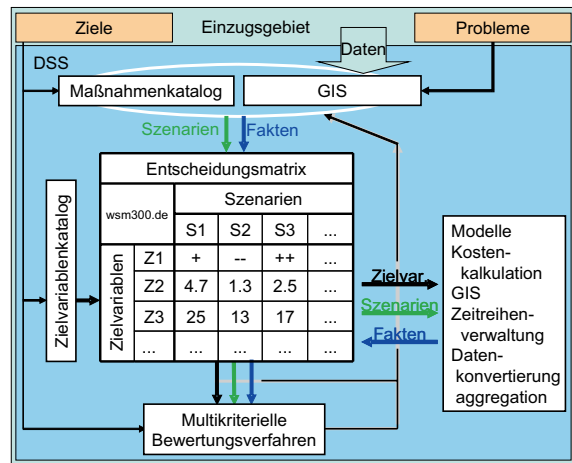 Ziele
Einzugsgebiet
Probleme
Daten
DSS
Maßnahmenkatalog
GIS
Szenarien
Fakten
Entscheidungsmatrix
wsm300.de
Szenarien
S1 S2 S3 ...
Zielvariablenkatalog
Zielvariablen
Z1 + -- ++ ...
Z2 4.7 1.3 2.5 ...
Z3 25 13 17 ...
... ... ... ... ...
Zielvar.
Szenarien
Fakten
Modelle
Kosten-
kalkulation
GIS
Zeitreihen-
verwaltung
Daten-
konvertierung
aggregation
Multikriterielle
Bewertungsverfahren